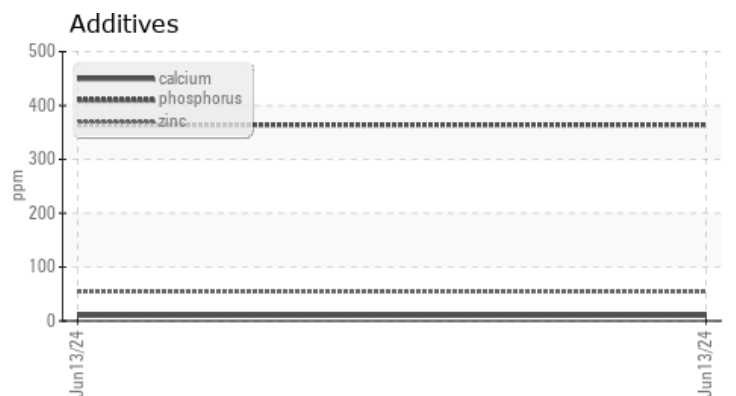 Additives
500
400
300
200
100
0
ppm
calcium
phosphorus
zinc
Jun13/24
Jun13/24